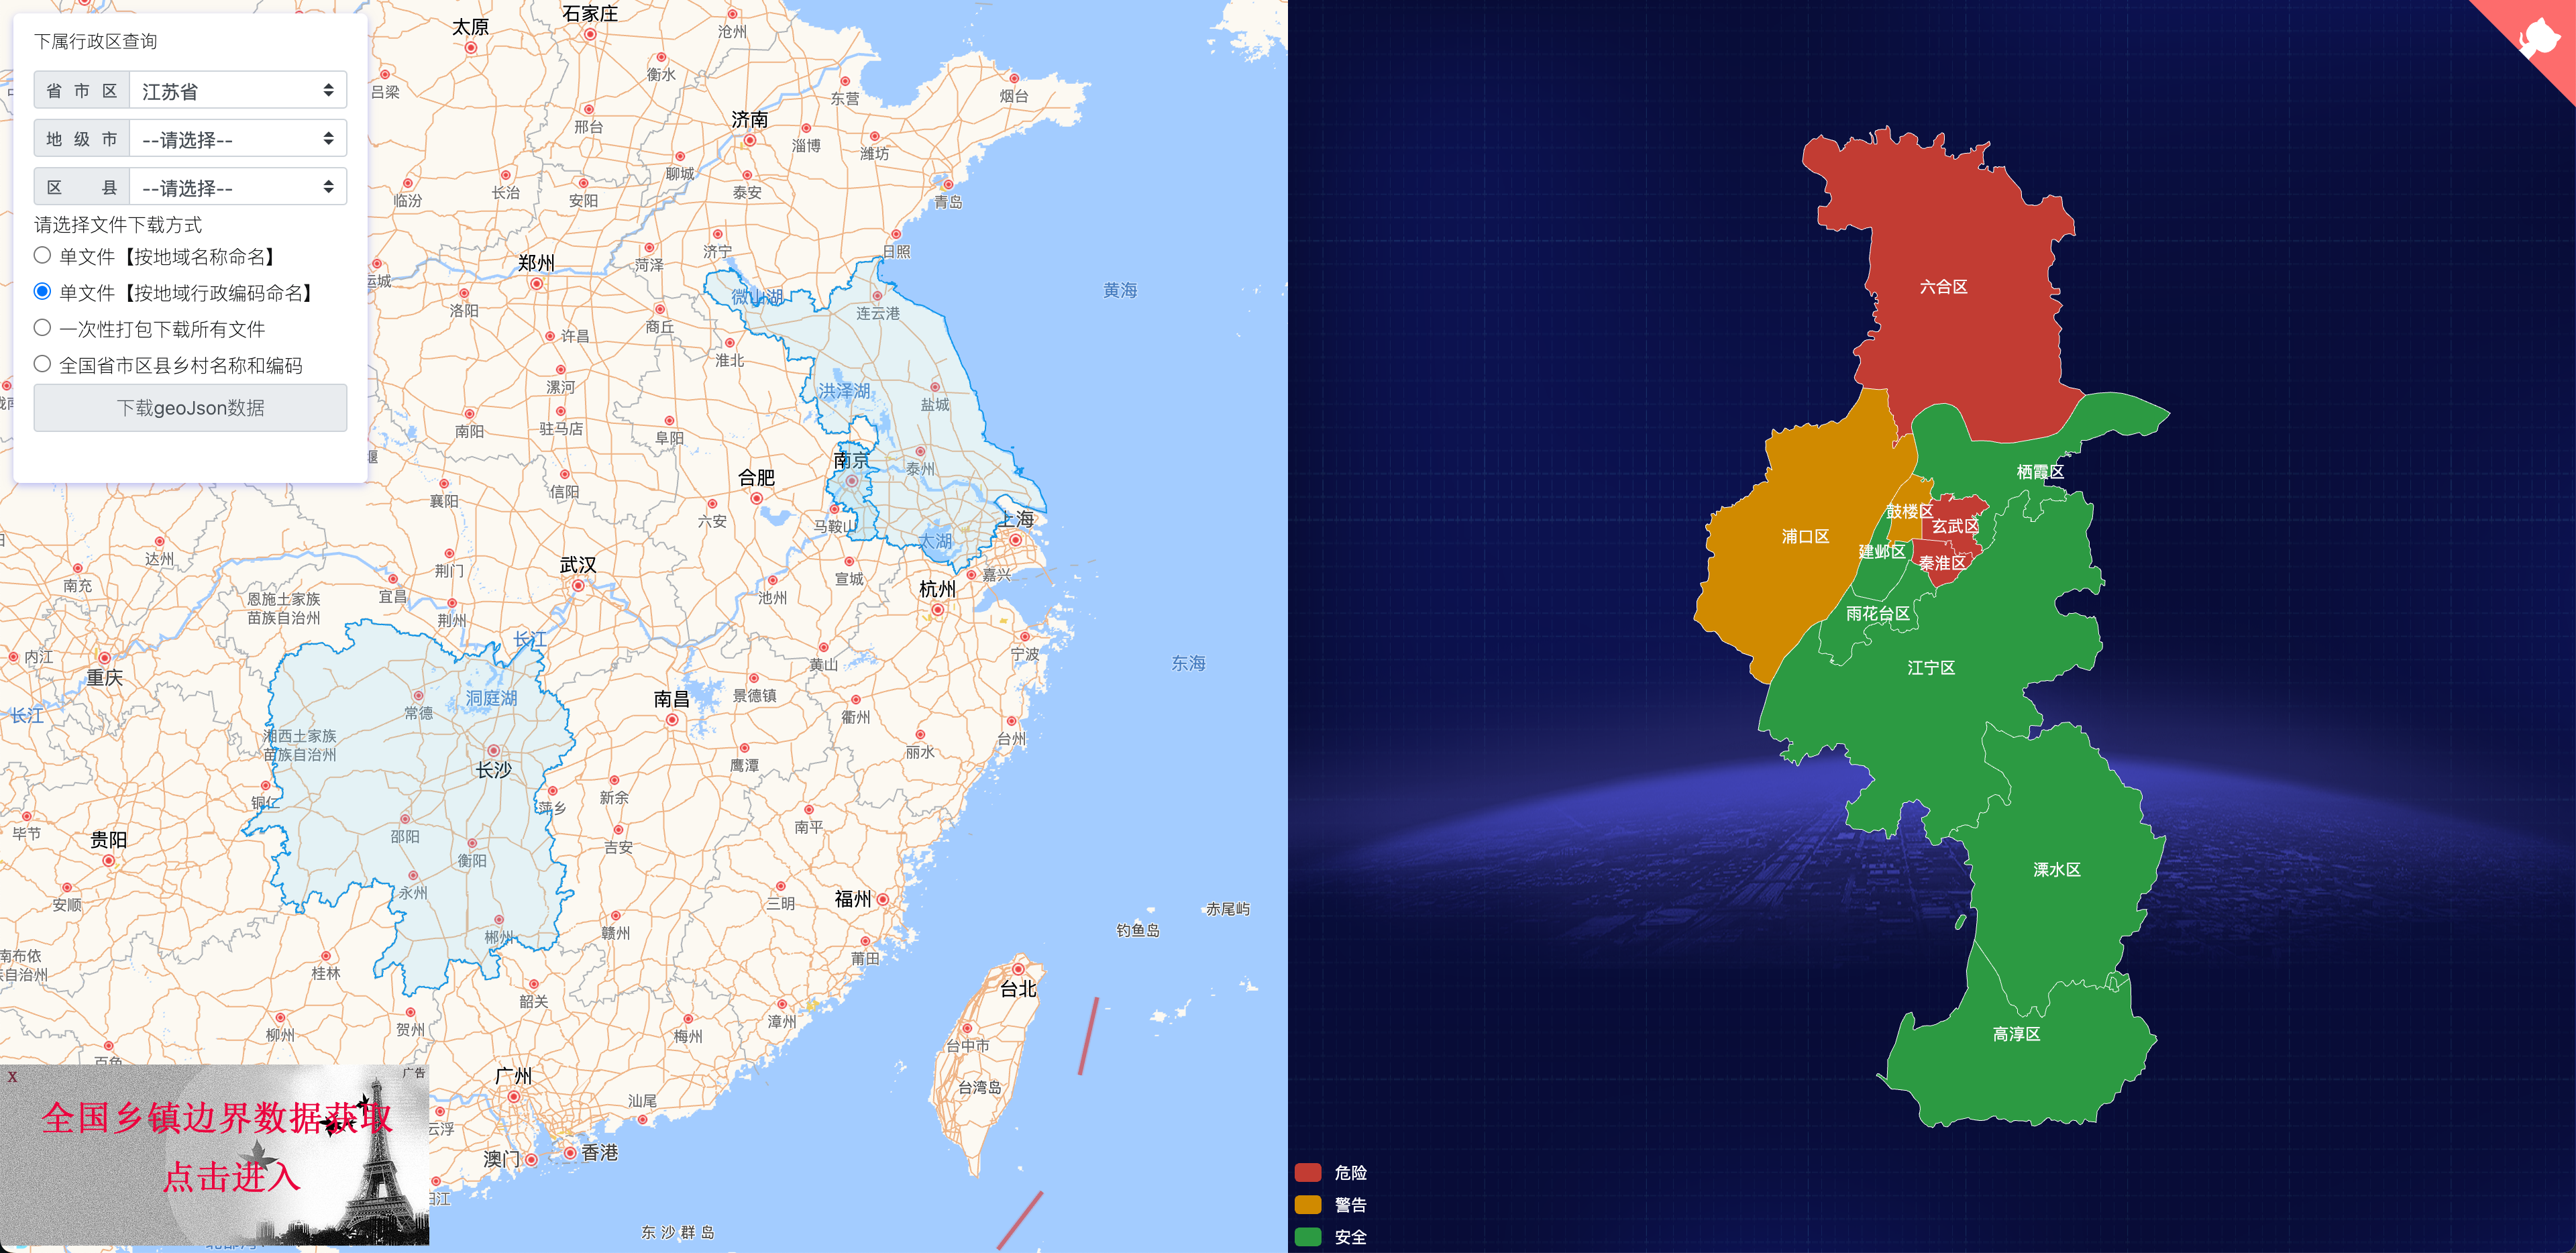 下属行政区查询
省 市 区
江苏省
地 级 市
--请选择--
区 县
--请选择--
请选择文件下载方式
单文件【按地域名称命名】
单文件【按地域行政编码命名】
一次性打包下载所有文件
全国省市区县乡村名称和编码
下载geoJson数据
太原
石家庄
沧州
吕梁
衡水
东营
烟台
邢台
济南
淄博
潍坊
聊城
临汾
长治
安阳
泰安
青岛
济宁
日照
运城
郑州
菏泽
黄海
微山湖
洛阳
商丘
连云港
许昌
淮北
漯河
洪泽湖
盐城
南阳
驻马店
阜阳
南京
泰州
合肥
襄阳
信阳
六安
马鞍山
上海
太湖
达州
荆门
武汉
宣城
嘉兴
南充
恩施土家族
苗族自治州
宜昌
荆州
池州
杭州
长江
内江
重庆
黄山
宁波
东海
洞庭湖
南昌
景德镇
长江
常德
衢州
湘西土家族
苗族自治州
台州
丽水
长沙
鹰潭
铜仁
萍乡
新余
毕节
贵阳
邵阳
衡阳
吉安
南平
安顺
永州
三明
福州
赤尾屿
郴州
赣州
钓鱼岛
南布依
族自治州
桂林
莆田
韶关
台北
柳州
贺州
梅州
漳州
台中市
百色
台湾岛
广州
汕尾
云浮
澳门
香港
阳江
东沙群岛
X
广告
全国乡镇边界数据获取
点击进入
六合区
栖霞区
鼓楼区
玄武区
浦口区
建邺区
秦淮区
雨花台区
江宁区
溧水区
高淳区
危险
警告
安全